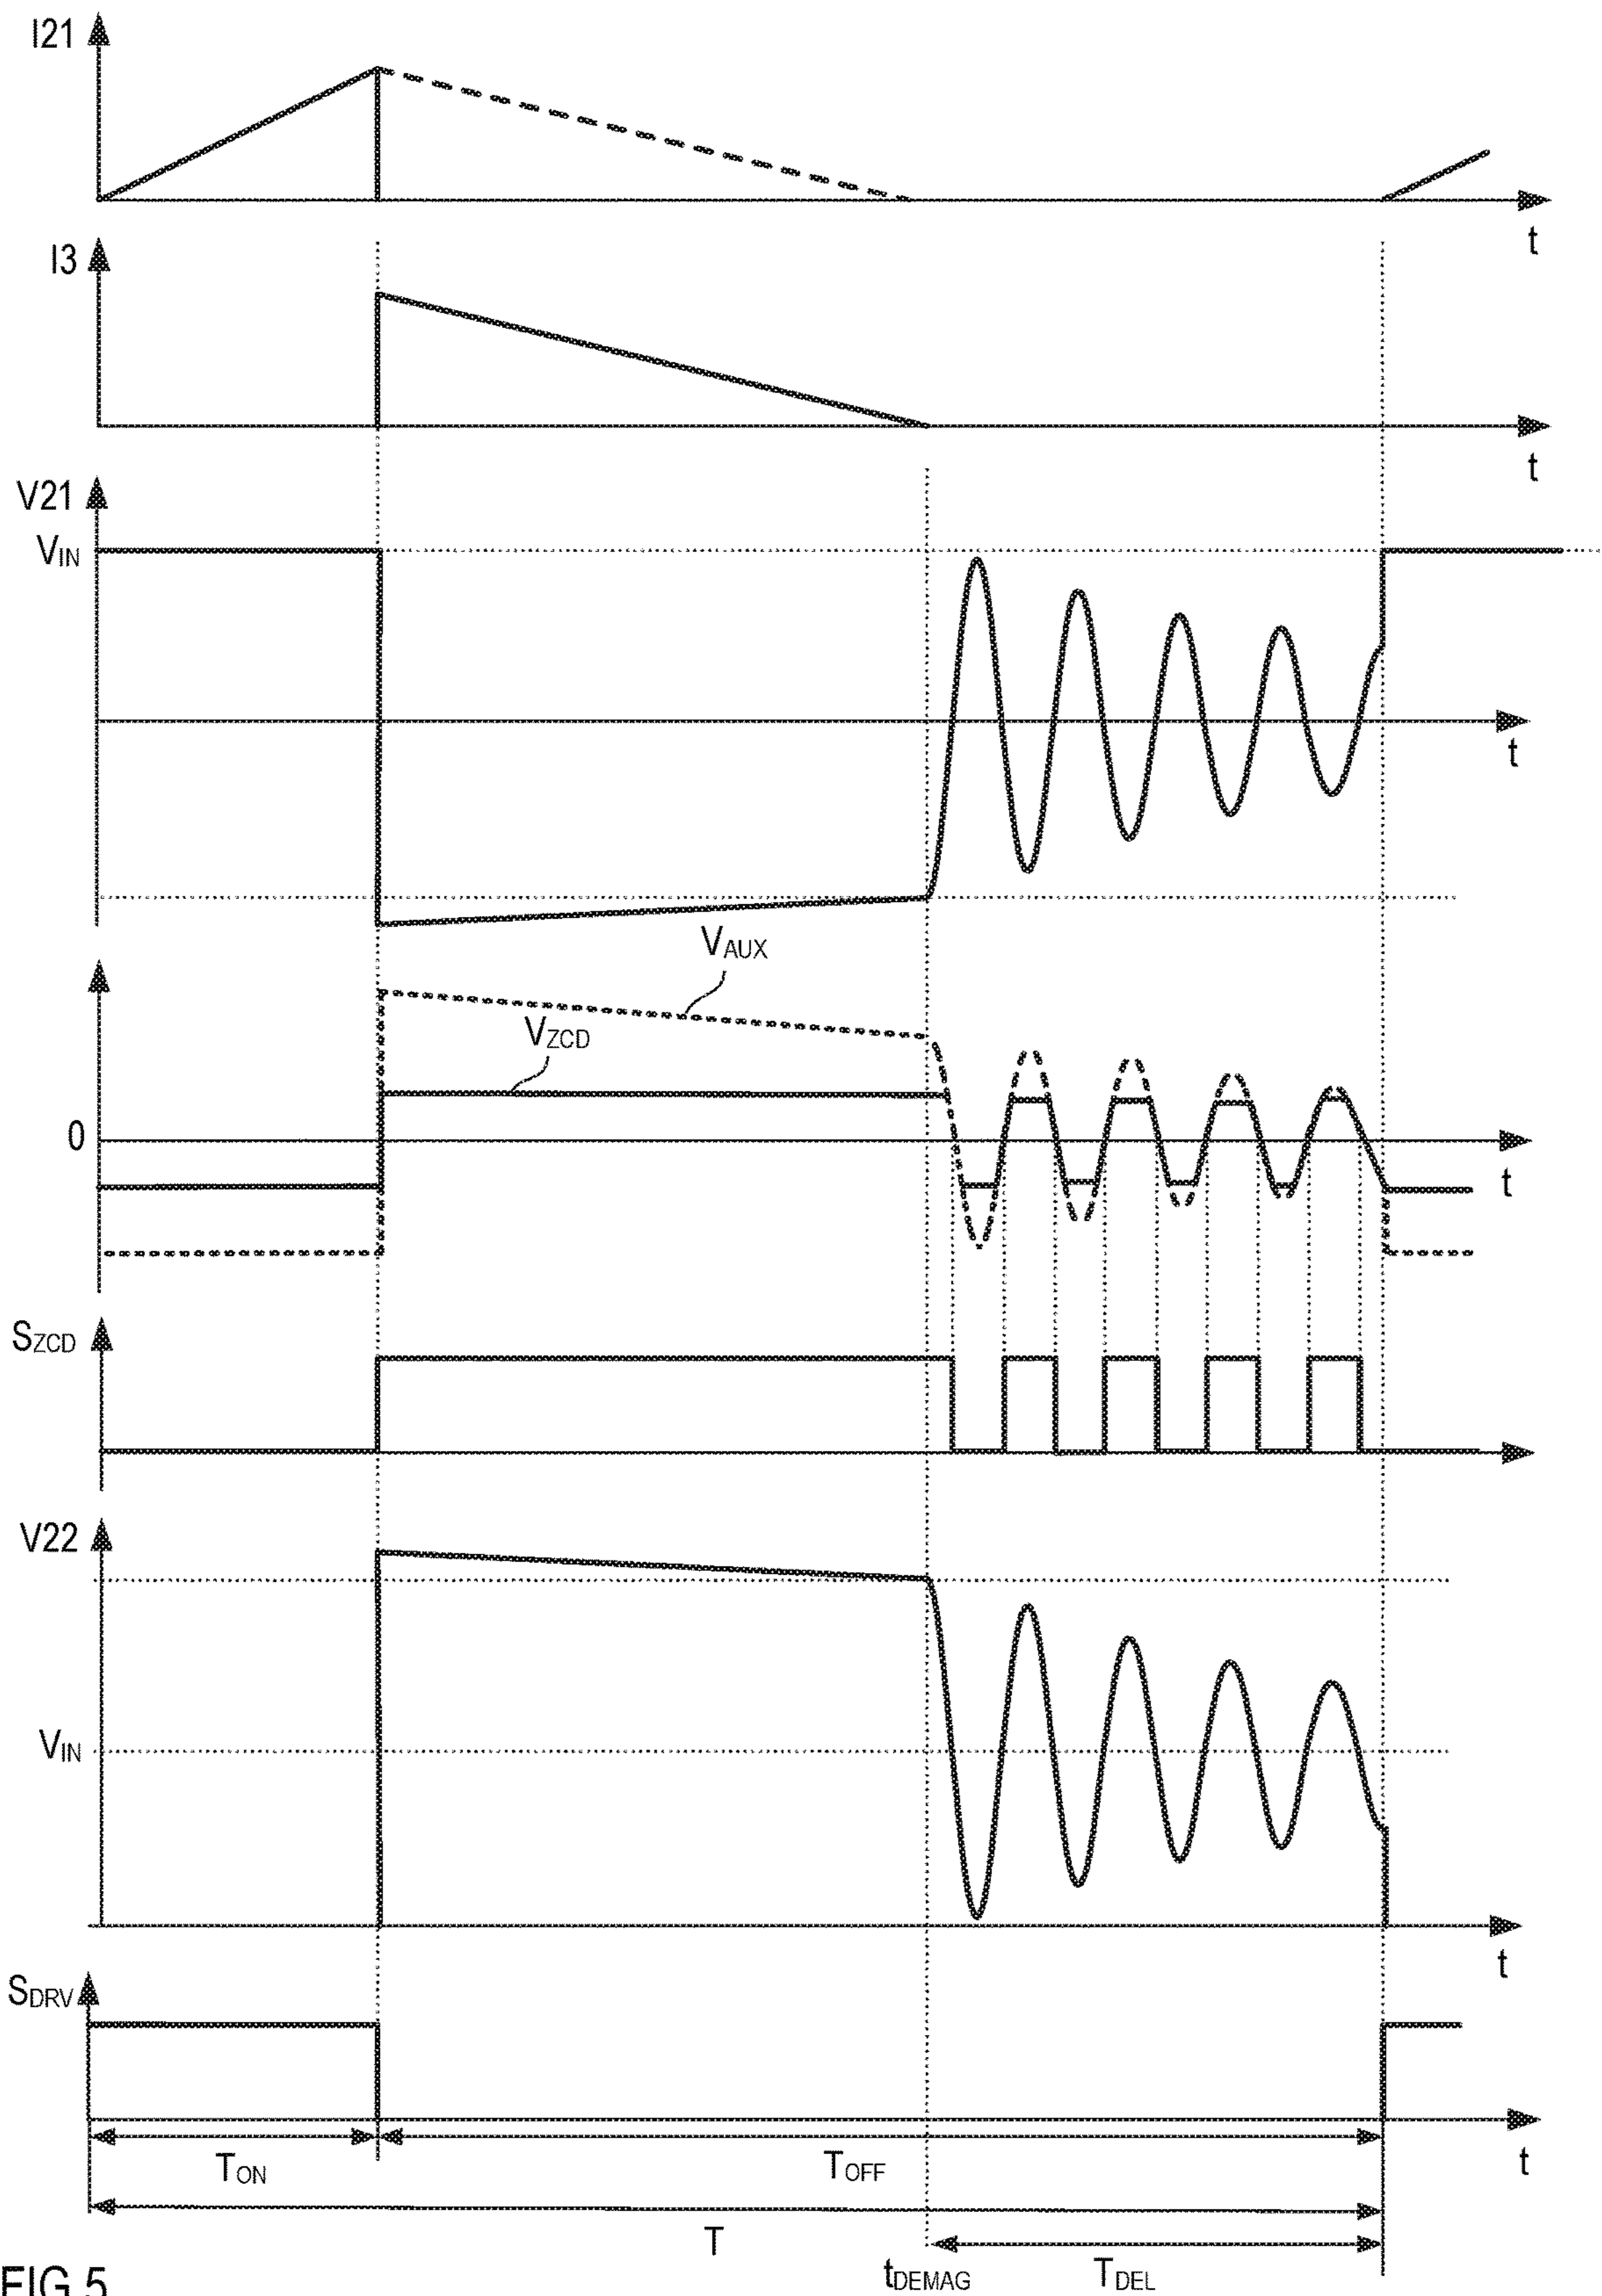 I21
t
I3
t
V21
VIN
t
VAUX
VZCD
0
t
SZCD
V22
VIN
t
SDRV
TON
TOFF
t
T
tDEMAG
TDEL
FIG 5